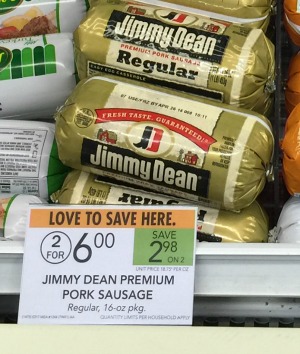 Jimmy Dean
PREMIUM PORK SAUSAGE
Regular
FRESH TASTE. GUARANTEED
Jimmy Dean
LOVE TO SAVE HERE.
2 FOR 6 00
SAVE
2 98
ON 2
JIMMY DEAN PREMIUM
PORK SAUSAGE
Regular, 16-oz pkg.
QUANTITY LIMITS PER HOUSEHOLD APPLY